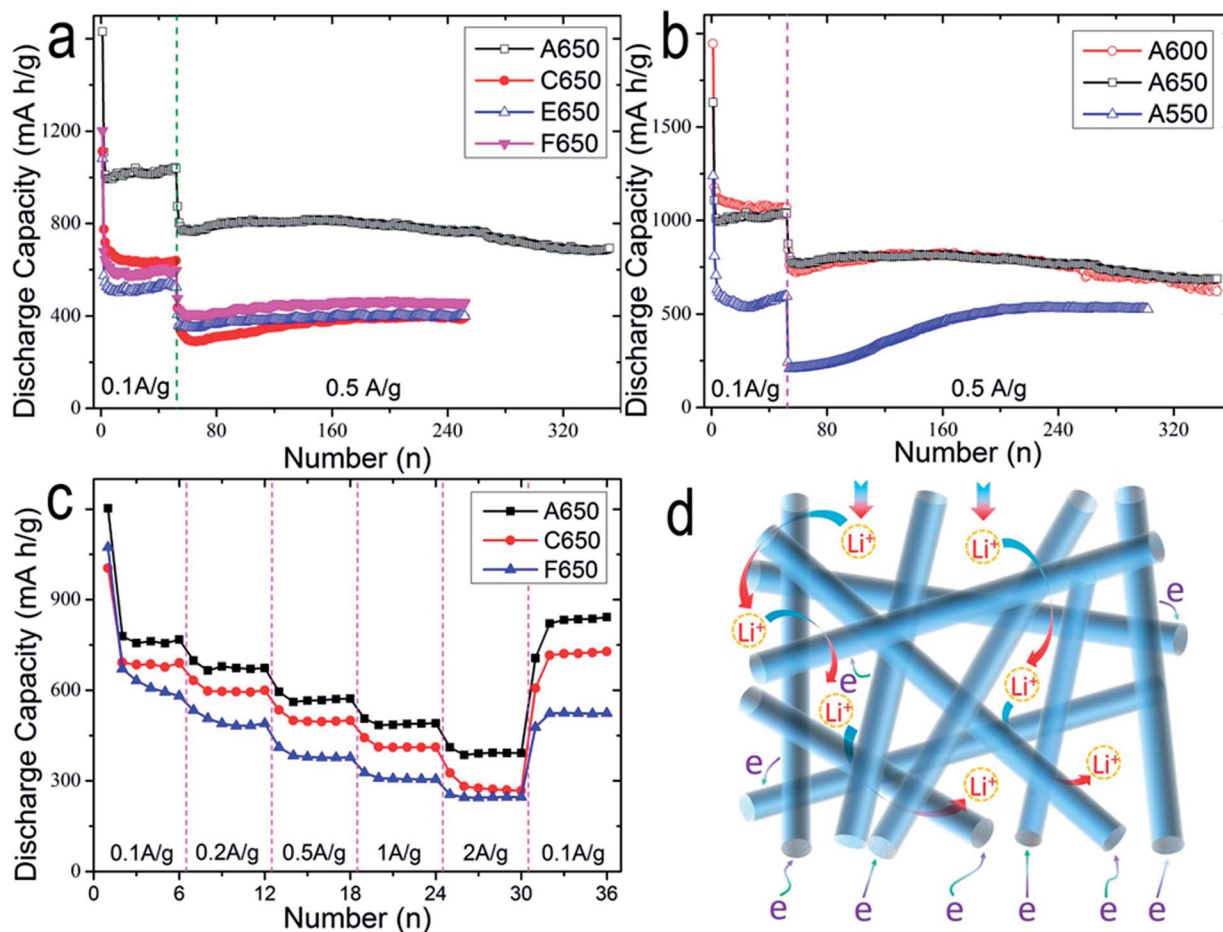 a
A650
C650
E650
F650
1200
800
400
0
Discharge Capacity (mA h/g)
0.1A/g
0.5 A/g
0
80
160
240
320
Number (n)
b
A600
A650
A550
1500
1000
500
0
Discharge Capacity (mA h/g)
0.1A/g
0.5 A/g
0
80
160
240
320
Number (n)
c
A650
C650
F650
900
600
300
0
Discharge Capacity (mA h/g)
0.1A/g 0.2A/g 0.5A/g 1A/g 2A/g 0.1A/g
0 6 12 18 24 30 36
Number (n)
d
Li+
Li+
e
Li+
e
Li+
Li+
e
Li+
Li+
e e e e e e